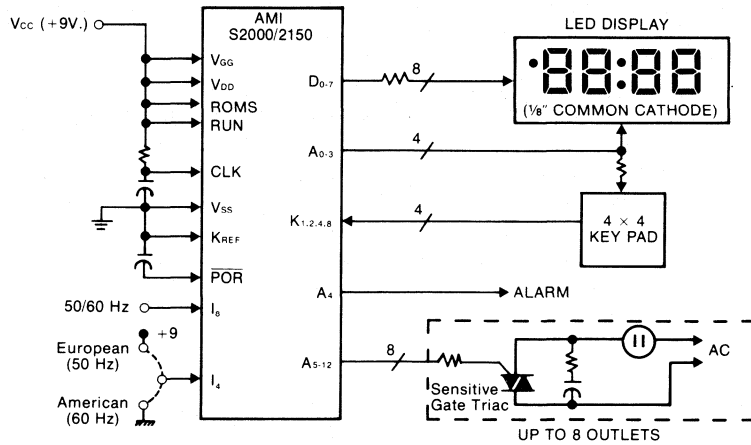 Vcc (+9V.)
AMI
S2000/2150
VGG
VDD
ROMS
RUN
CLK
VSS
KREF
POR
50/60 Hz
I8
+9
European
(50 Hz)
I4
American
(60 Hz)
D0-7
8
A0-3
4
K1.2.4.8
4
A4
ALARM
A5-12
8
LED DISPLAY
88:88
(⅛" COMMON CATHODE)
4 × 4
KEY PAD
AC
Sensitive
Gate Triac
UP TO 8 OUTLETS